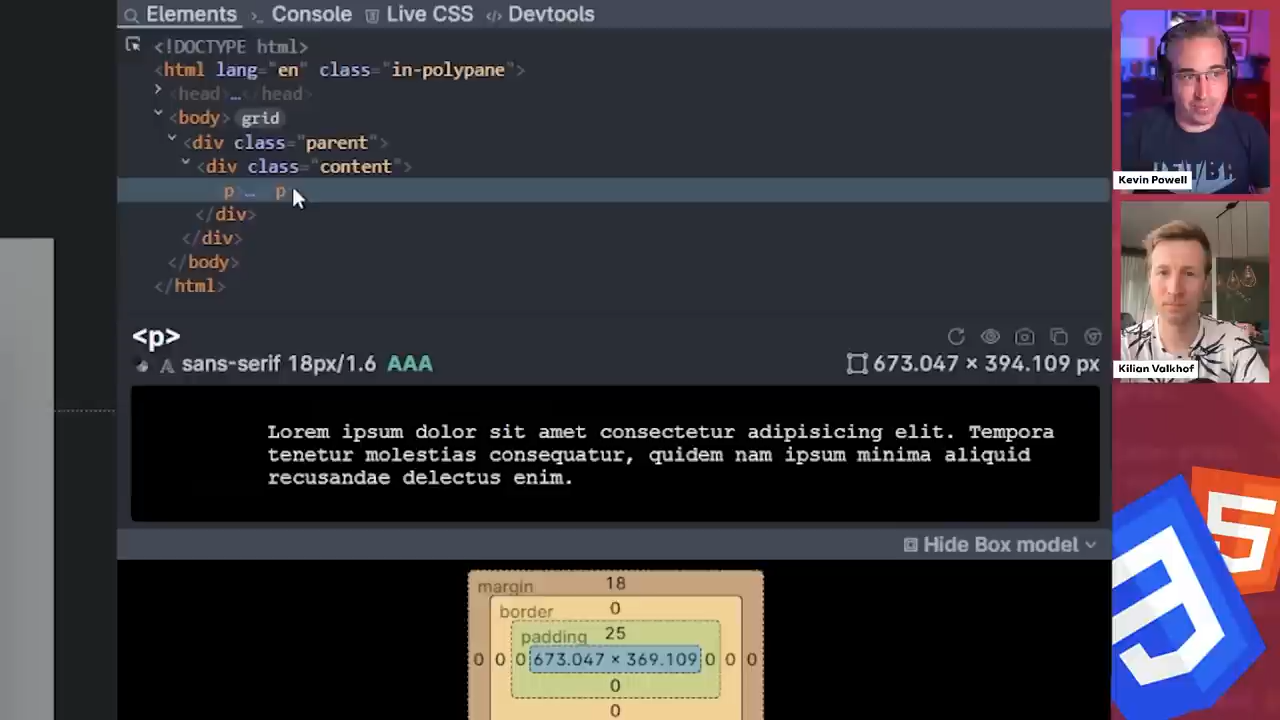 Elements Console Live CSS Devtools
<!DOCTYPE html>
<html lang="en" class="in-polypane">
<head … head>
<body> grid
<div class="parent">
<div class="content">
p … p
</div>
</div>
</body>
</html>
<p>
sans-serif 18px/1.6 AAA
673.047 × 394.109 px
Lorem ipsum dolor sit amet consectetur adipisicing elit. Tempora
tenetur molestias consequatur, quidem nam ipsum minima aliquid
recusandae delectus enim.
Hide Box model
margin 18
border 0
padding 25
0 0 0 673.047 × 369.109 0 0 0
0
0
Kevin Powell
Kilian Valkhof